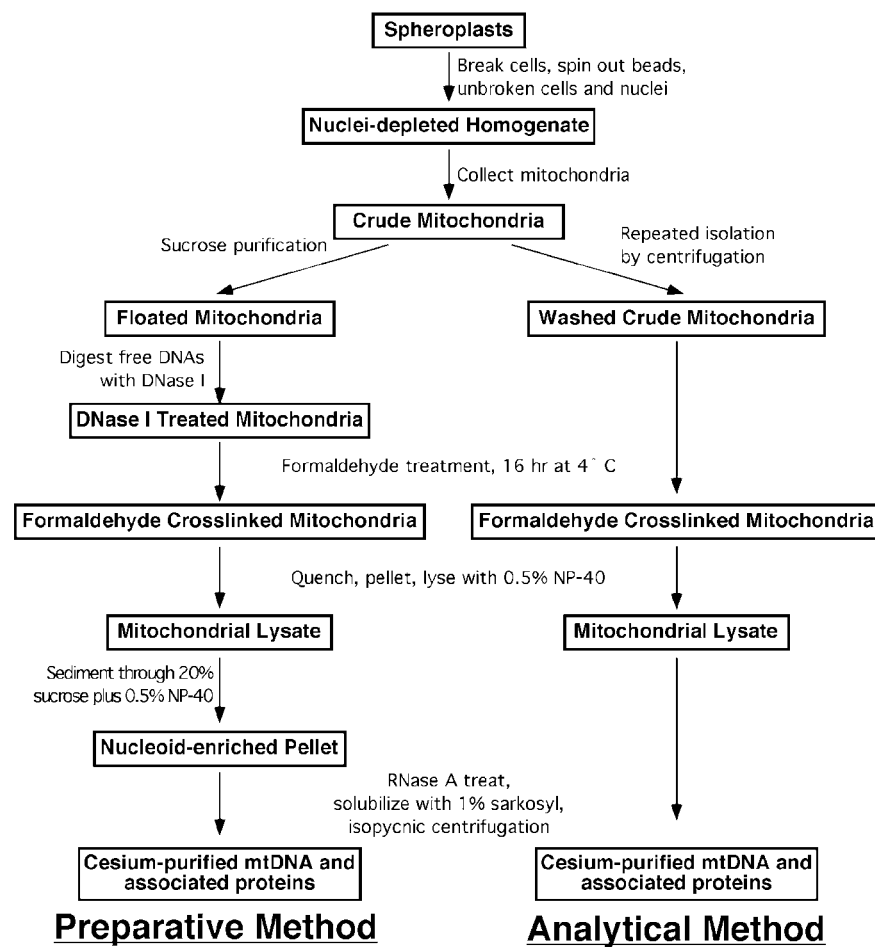 Spheroplasts
Break cells, spin out beads,
unbroken cells and nuclei
Nuclei-depleted Homogenate
Collect mitochondria
Crude Mitochondria
Sucrose purification
Repeated isolation
by centrifugation
Floated Mitochondria
Washed Crude Mitochondria
Digest free DNAs
with DNase I
DNase I Treated Mitochondria
Formaldehyde treatment, 16 hr at 4° C
Formaldehyde Crosslinked Mitochondria
Formaldehyde Crosslinked Mitochondria
Quench, pellet, lyse with 0.5% NP-40
Mitochondrial Lysate
Mitochondrial Lysate
Sediment through 20%
sucrose plus 0.5% NP-40
Nucleoid-enriched Pellet
RNase A treat,
solubilize with 1% sarkosyl,
isopycnic centrifugation
Cesium-purified mtDNA and
associated proteins
Cesium-purified mtDNA and
associated proteins
Preparative Method
Analytical Method